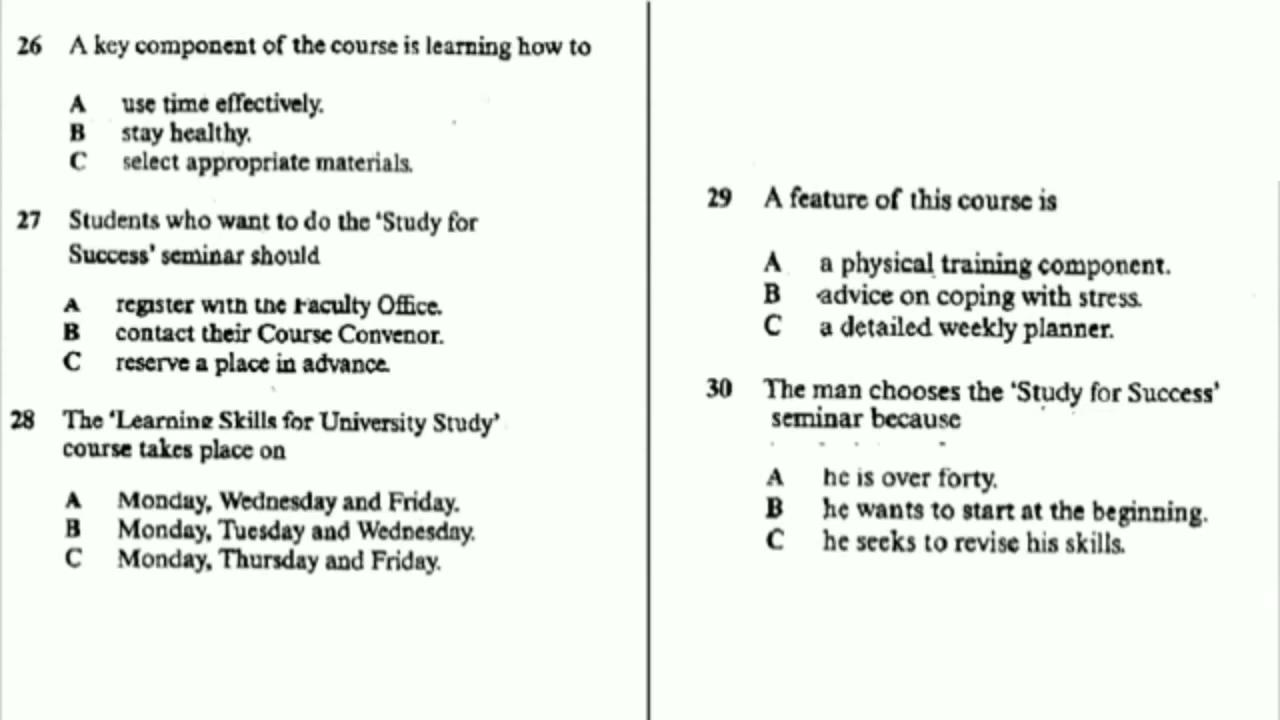 26 A key component of the course is learning how to
A use time effectively.
B stay healthy.
C select appropriate materials.
27 Students who want to do the ‘Study for
Success’ seminar should
A register with the Faculty Office.
B contact their Course Convenor.
C reserve a place in advance.
28 The ‘Learning Skills for University Study’
course takes place on
A Monday, Wednesday and Friday.
B Monday, Tuesday and Wednesday.
C Monday, Thursday and Friday.
29 A feature of this course is
A a physical training component.
B advice on coping with stress.
C a detailed weekly planner.
30 The man chooses the ‘Study for Success’
seminar because
A he is over forty.
B he wants to start at the beginning.
C he seeks to revise his skills.